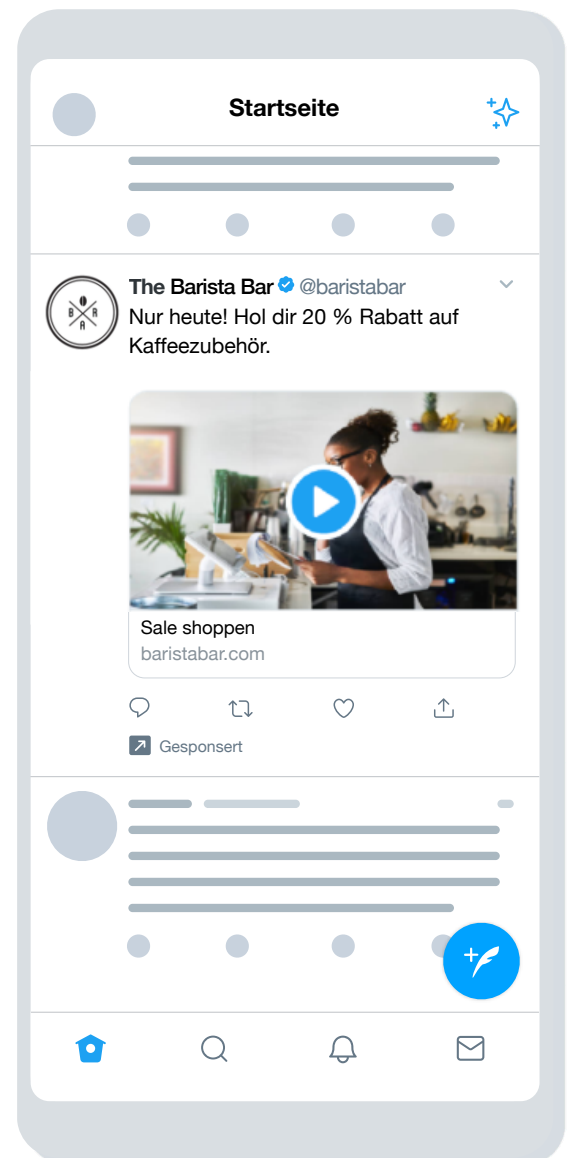 Startseite
The Barista Bar @baristabar
Nur heute! Hol dir 20 % Rabatt auf
Kaffeezubehör.
B R
A
Sale shoppen
baristabar.com
Gesponsert